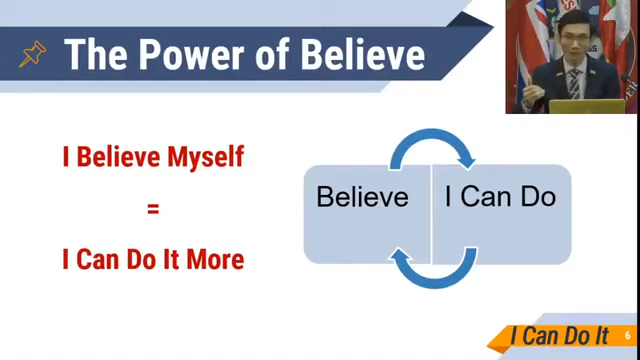 The Power of Believe
I Believe Myself
=
I Can Do It More
Believe
I Can Do
I Can Do It
6